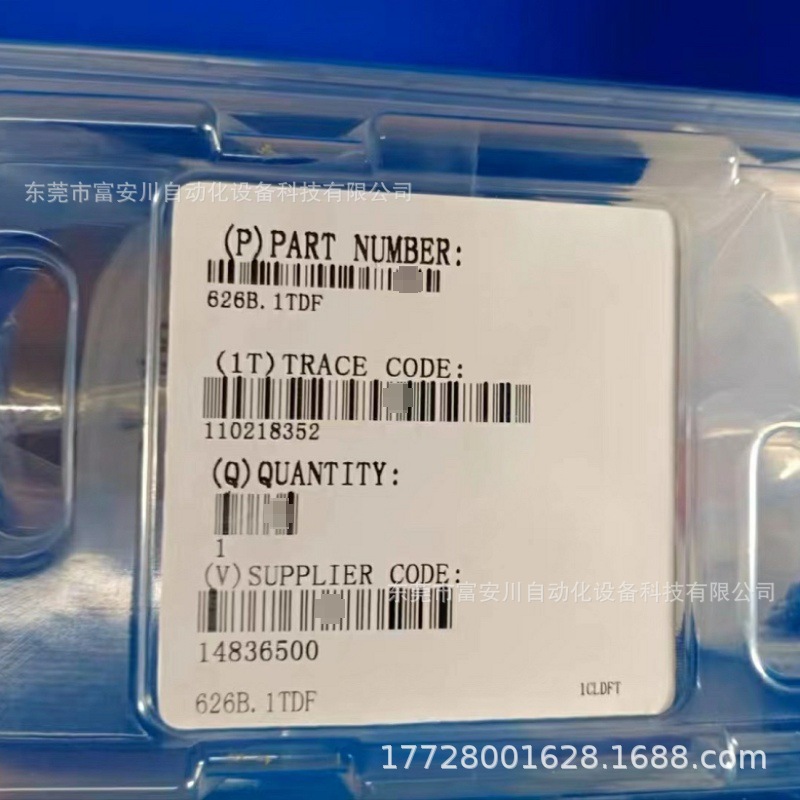 东莞市富安川自动化设备科技有限公司
(P)PART NUMBER:
626B.1TDF
(1T)TRACE CODE:
110218352
(Q)QUANTITY:
1
(V)SUPPLIER CODE:
东莞市富安川自动化设备科技有限公司
14836500
626B.1TDF
1CLDFT
17728001628.1688.com